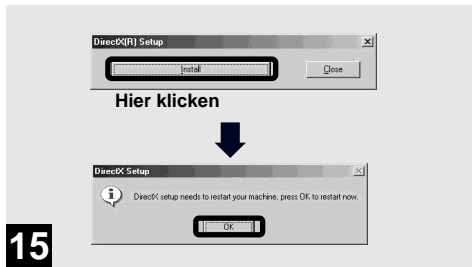 DirectX(R) Setup
Install
Close
Hier klicken
DirectX Setup
DirectX setup needs to restart your machine, press OK to restart now.
OK
15